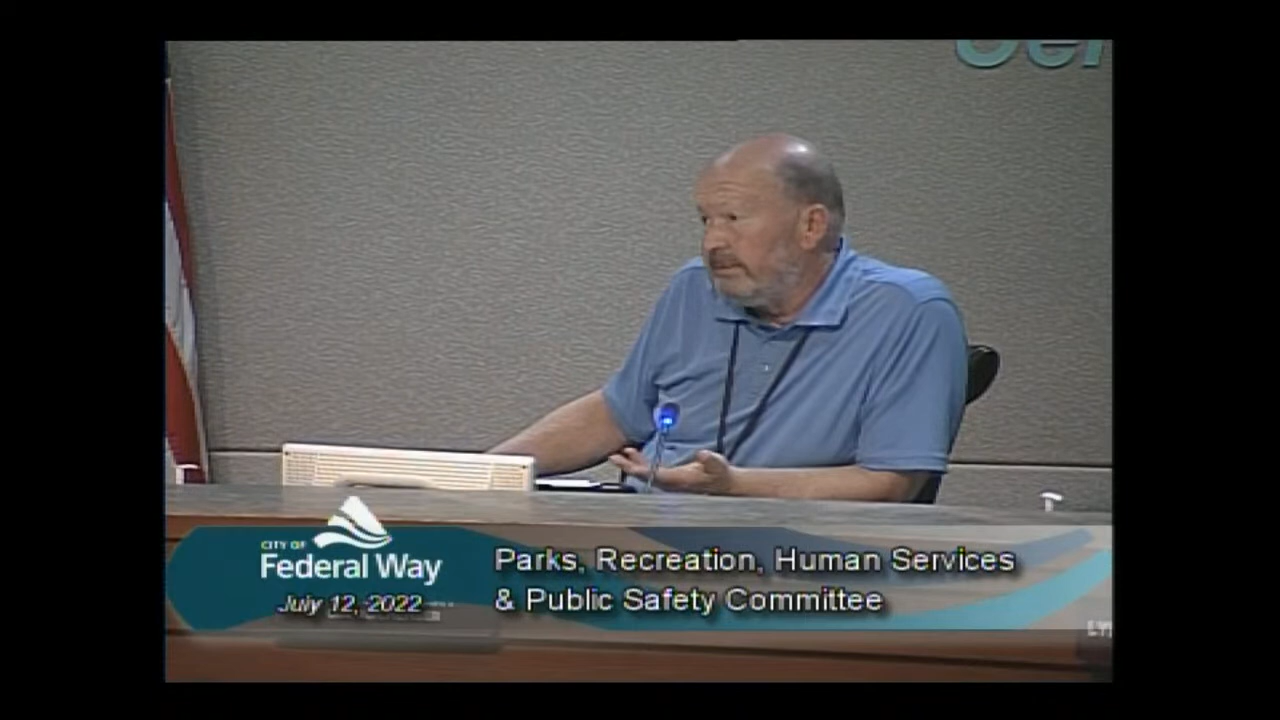 CITY OF
Federal Way
July 12, 2022
Parks, Recreation, Human Services
& Public Safety Committee